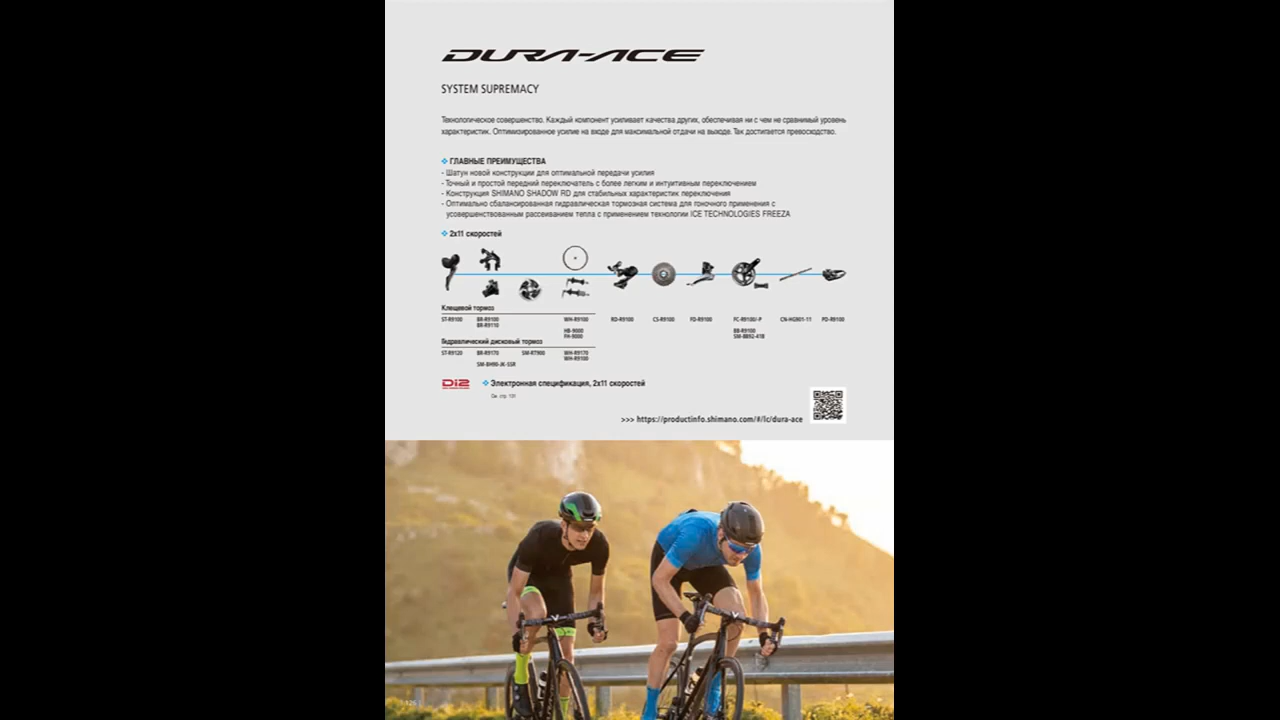 DURA-ACE
SYSTEM SUPREMACY
Технологическое совершенство. Каждый компонент усиливает качества других, обеспечивая ни с чем не сравнимый уровень
характеристик. Оптимизированное усилие на входе для максимальной отдачи на выходе. Так достигается превосходство.
ГЛАВНЫЕ ПРЕИМУЩЕСТВА
- Шатун новой конструкции для оптимальной передачи усилия
- Точный и простой передний переключатель с более легким и интуитивным переключением
- Конструкция SHIMANO SHADOW RD для стабильных характеристик переключения
- Оптимально сбалансированная гидравлическая тормозная система для гоночного применения с
усовершенствованным рассеиванием тепла с применением технологии ICE TECHNOLOGIES FREEZA
2x11 скоростей
Клещевой тормоз
ST-R9100 BR-R9100 WH-R9100 RD-R9100 CS-R9100 FD-R9100 FC-R9100/-P CN-HG901-11 PD-R9100
BR-R9110
HB-9000 BB-R9100
FH-9000 SM-BB92-41B
Гидравлический дисковый тормоз
ST-R9120 BR-R9170 SM-RT900 WH-R9170
WH-R9100
SM-BH90-JK-SSR
Di2 Электронная спецификация, 2x11 скоростей
См. стр. 131
>>> https://productinfo.shimano.com/#/lc/dura-ace